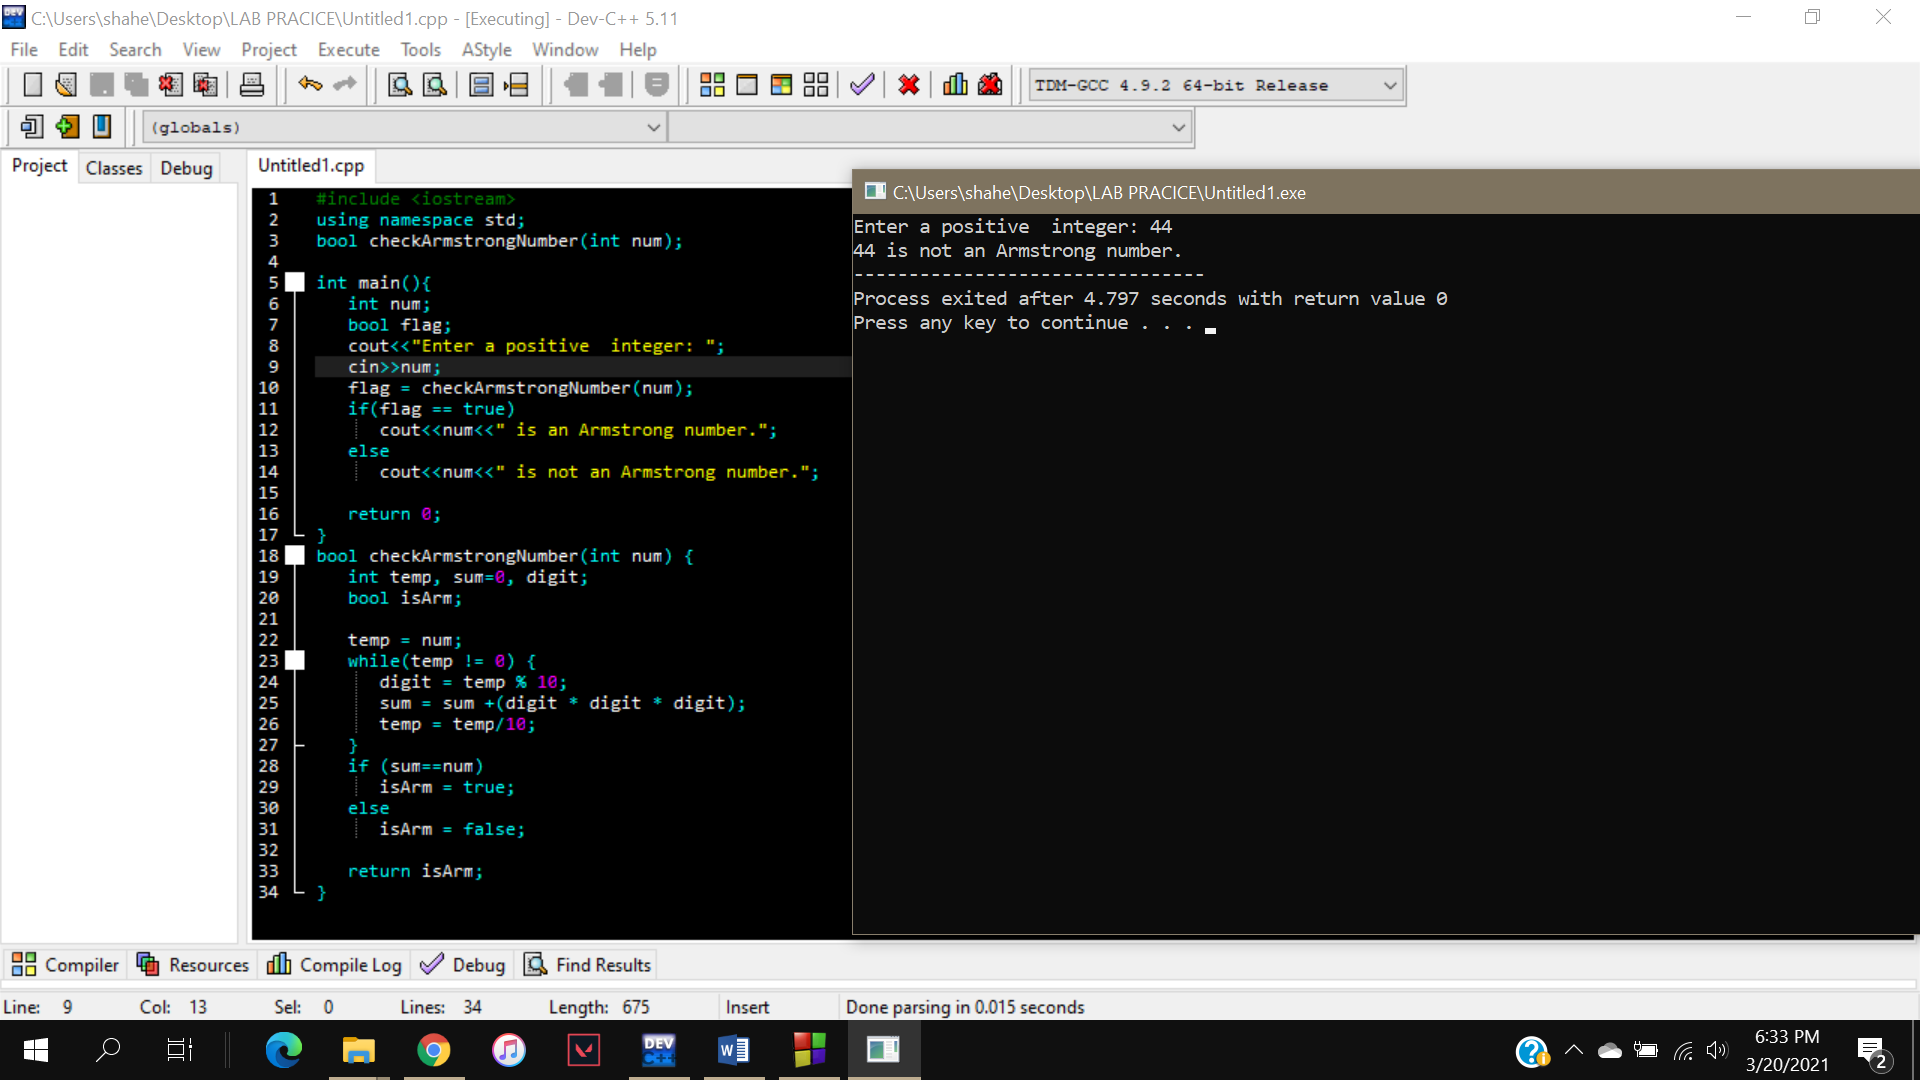 C:\Users\shahe\Desktop\LAB PRACICE\Untitled1.cpp - [Executing] - Dev-C++ 5.11
File Edit Search View Project Execute Tools AStyle Window Help
TDM-GCC 4.9.2 64-bit Release
(globals)
Project Classes Debug
Untitled1.cpp
1 #include <iostream>
2 using namespace std;
3 bool checkArmstrongNumber(int num);
4
5 int main(){
6 int num;
7 bool flag;
8 cout<<"Enter a positive  integer: ";
9 cin>>num;
10 flag = checkArmstrongNumber(num);
11 if(flag == true)
12 cout<<num<<" is an Armstrong number.";
13 else
14 cout<<num<<" is not an Armstrong number.";
15
16 return 0;
17 }
18 bool checkArmstrongNumber(int num) {
19 int temp, sum=0, digit;
20 bool isArm;
21
22 temp = num;
23 while(temp != 0) {
24 digit = temp % 10;
25 sum = sum +(digit * digit * digit);
26 temp = temp/10;
27 }
28 if (sum==num)
29 isArm = true;
30 else
31 isArm = false;
32
33 return isArm;
34 }
C:\Users\shahe\Desktop\LAB PRACICE\Untitled1.exe
Enter a positive  integer: 44
44 is not an Armstrong number.
--------------------------------
Process exited after 4.797 seconds with return value 0
Press any key to continue . . .
Compiler Resources Compile Log Debug Find Results
Line: 9 Col: 13 Sel: 0 Lines: 34 Length: 675 Insert Done parsing in 0.015 seconds
DEV C++
6:33 PM
3/20/2021
2